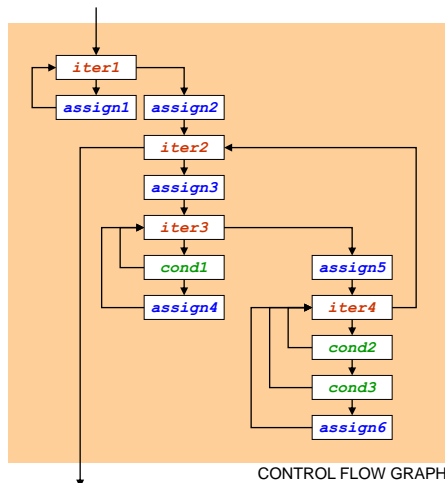 iter1
assign1 assign2
iter2
assign3
iter3
cond1 assign5
assign4 iter4
cond2
cond3
assign6
CONTROL FLOW GRAPH